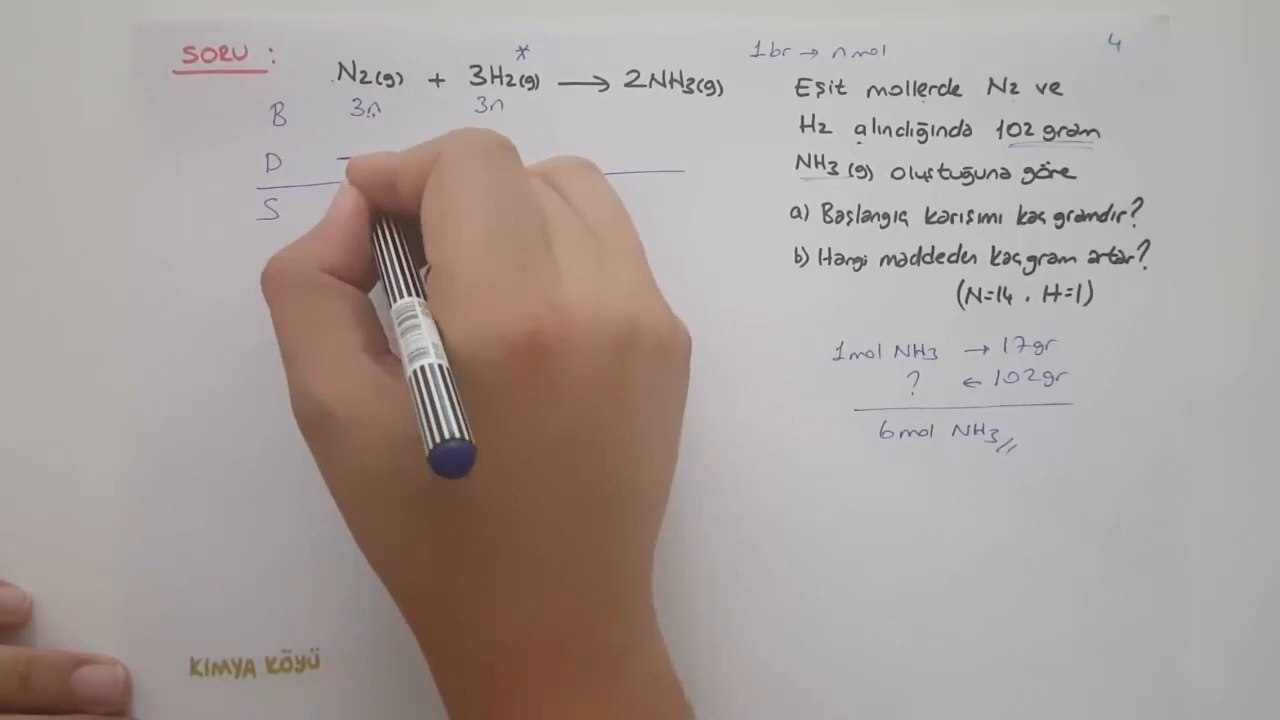 SORU :
N2(g) + 3H2(g) → 2NH3(g)
*
B 3n 3n
D –
S
1br → n mol
4
Eşit mollerde N2 ve
H2 alındığında 102 gram
NH3(g) oluştuğuna göre
a) Başlangıç karışımı kaç gramdır?
b) Hangi maddeden kaç gram artar?
(N=14 , H=1)
1mol NH3 → 17gr
? ← 102gr
6mol NH3//
KİMYA KÖYÜ